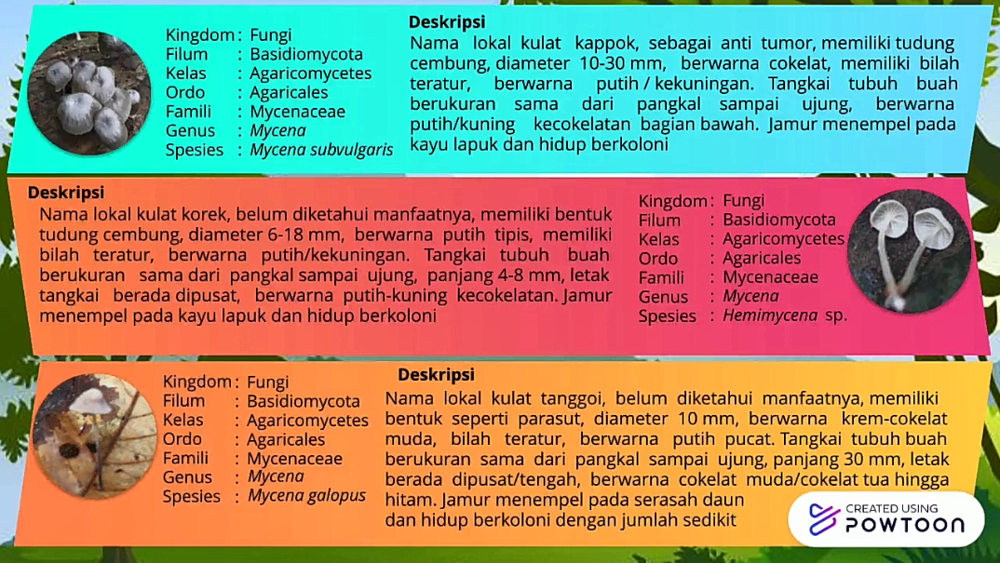 Kingdom : Fungi
Filum : Basidiomycota
Kelas : Agaricomycetes
Ordo : Agaricales
Famili : Mycenaceae
Genus : Mycena
Spesies : Mycena subvulgaris
Deskripsi
Nama lokal kulat kappok, sebagai anti tumor, memiliki tudung
cembung, diameter 10-30 mm, berwarna cokelat, memiliki bilah
teratur, berwarna putih / kekuningan. Tangkai tubuh buah
berukuran sama dari pangkal sampai ujung, berwarna
putih/kuning kecokelatan bagian bawah. Jamur menempel pada
kayu lapuk dan hidup berkoloni
Deskripsi
Nama lokal kulat korek, belum diketahui manfaatnya, memiliki bentuk
tudung cembung, diameter 6-18 mm, berwarna putih tipis, memiliki
bilah teratur, berwarna putih/kekuningan. Tangkai tubuh buah
berukuran sama dari pangkal sampai ujung, panjang 4-8 mm, letak
tangkai berada dipusat, berwarna putih-kuning kecokelatan. Jamur
menempel pada kayu lapuk dan hidup berkoloni
Kingdom : Fungi
Filum : Basidiomycota
Kelas : Agaricomycetes
Ordo : Agaricales
Famili : Mycenaceae
Genus : Mycena
Spesies : Hemimycena sp.
Kingdom : Fungi
Filum : Basidiomycota
Kelas : Agaricomycetes
Ordo : Agaricales
Famili : Mycenaceae
Genus : Mycena
Spesies : Mycena galopus
Deskripsi
Nama lokal kulat tanggoi, belum diketahui manfaatnya, memiliki
bentuk seperti parasut, diameter 10 mm, berwarna krem-cokelat
muda, bilah teratur, berwarna putih pucat. Tangkai tubuh buah
berukuran sama dari pangkal sampai ujung, panjang 30 mm, letak
berada dipusat/tengah, berwarna cokelat muda/cokelat tua hingga
hitam. Jamur menempel pada serasah daun
dan hidup berkoloni dengan jumlah sedikit
CREATED USING
POWTOON